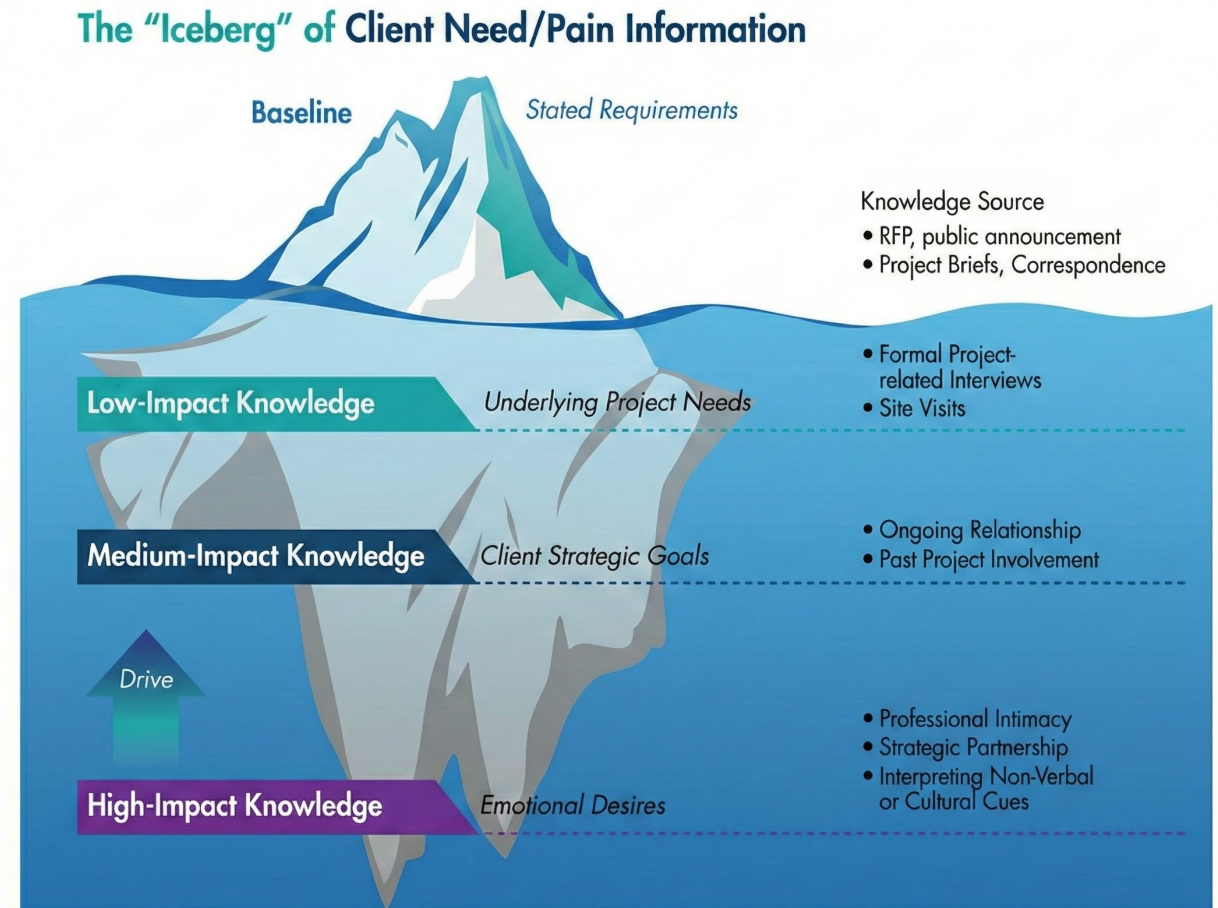 The “Iceberg” of Client Need/Pain Information
Baseline
Stated Requirements
Knowledge Source
• RFP, public announcement
• Project Briefs, Correspondence
Low-Impact Knowledge
Underlying Project Needs
• Formal Project-
related Interviews
• Site Visits
Medium-Impact Knowledge
Client Strategic Goals
• Ongoing Relationship
• Past Project Involvement
Drive
High-Impact Knowledge
Emotional Desires
• Professional Intimacy
• Strategic Partnership
• Interpreting Non-Verbal
or Cultural Cues